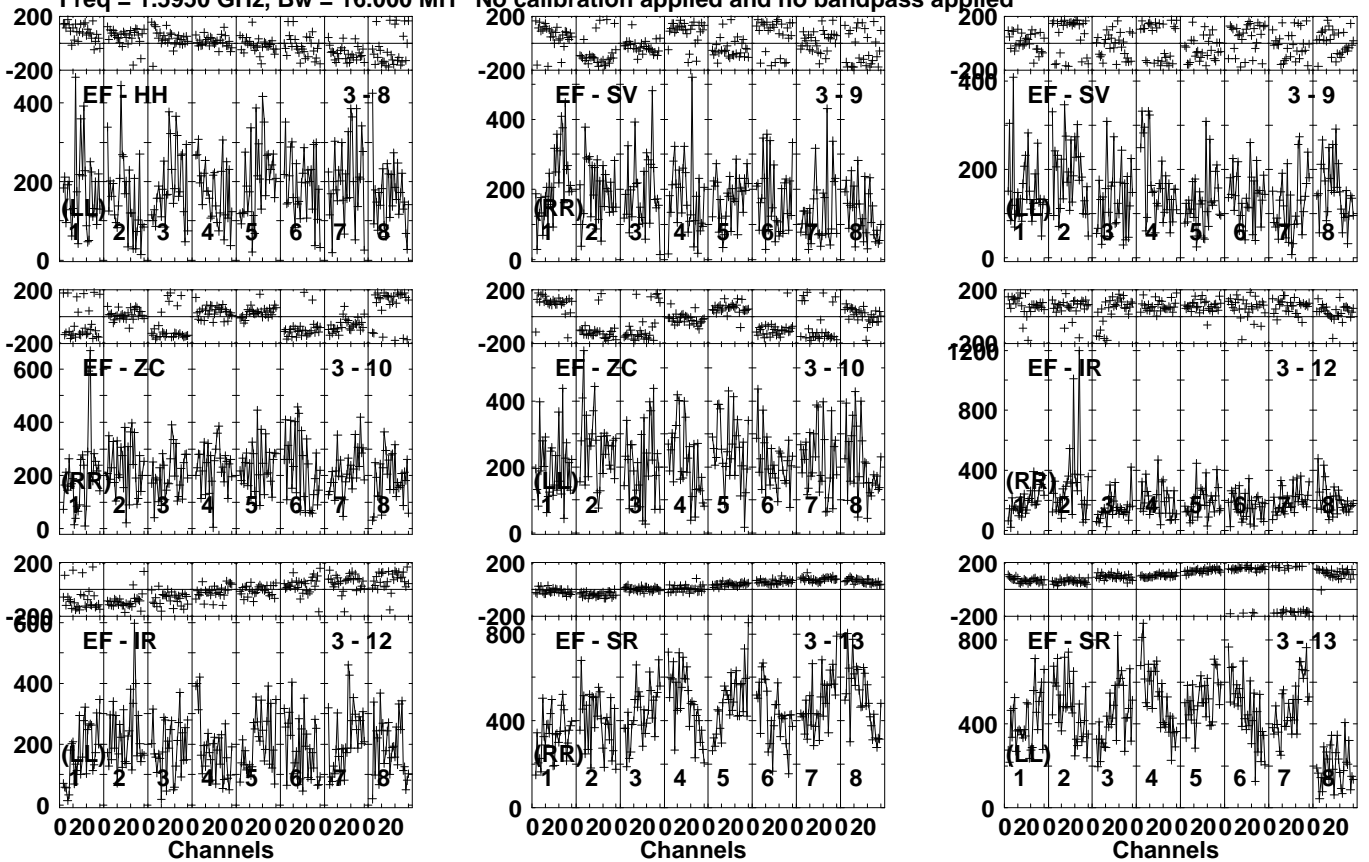 Freq = 1.5950 GHz, Bw = 16.000 MH No calibration applied and no bandpass applied
200 200 200
-200 -200 -200
EF - HH 3 - 8 EF - SV 3 - 9 EF - SV 3 - 9
400 400 400
200 200 200
(LL) (RR) (LL)
1 2 3 4 5 6 7 8 1 2 3 4 5 6 7 8 1 2 3 4 5 6 7 8
0 0 0
200 200 200
-200 -200 -200
1200
EF - ZC 3 - 10 EF - ZC 3 - 10 EF - IR 3 - 12
600 400 800
400 200 400
200
(RR) (LL) (RR)
1 2 3 4 5 6 7 8 1 2 3 4 5 6 7 8 1 2 3 4 5 6 7 8
0 0 0
200 200 200
-200 -200 -200
600 800 800
EF - IR 3 - 12 EF - SR 3 - 13 EF - SR 3 - 13
400 400 400
200
(LL) (RR) (LL)
1 2 3 4 5 6 7 8 1 2 3 4 5 6 7 8 1 2 3 4 5 6 7 8
0 0 0
0 20 0 20 0 20 0 20 0 20 0 20 0 20 0 20 0 20 0 20 0 20 0 20 0 20 0 20 0 20 0 20 0 20 0 20 0 20 0 20 0 20 0 20 0 20 0 20
Channels Channels Channels